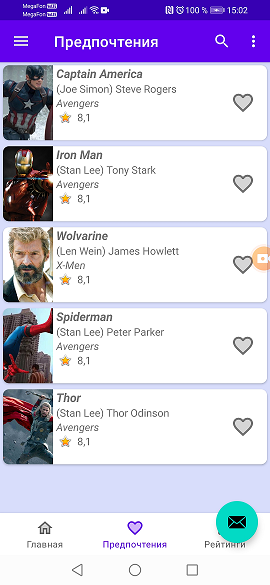 MegaFon 100 % 15:02
MegaFon
Предпочтения
Captain America
(Joe Simon) Steve Rogers
Avengers
8,1
Iron Man
(Stan Lee) Tony Stark
Avengers
8,1
Wolvarine
(Len Wein) James Howlett
X-Men
8,1
Spiderman
(Stan Lee) Peter Parker
Avengers
8,1
Thor
(Stan Lee) Thor Odinson
Avengers
8,1
Главная Предпочтения Рейтинги